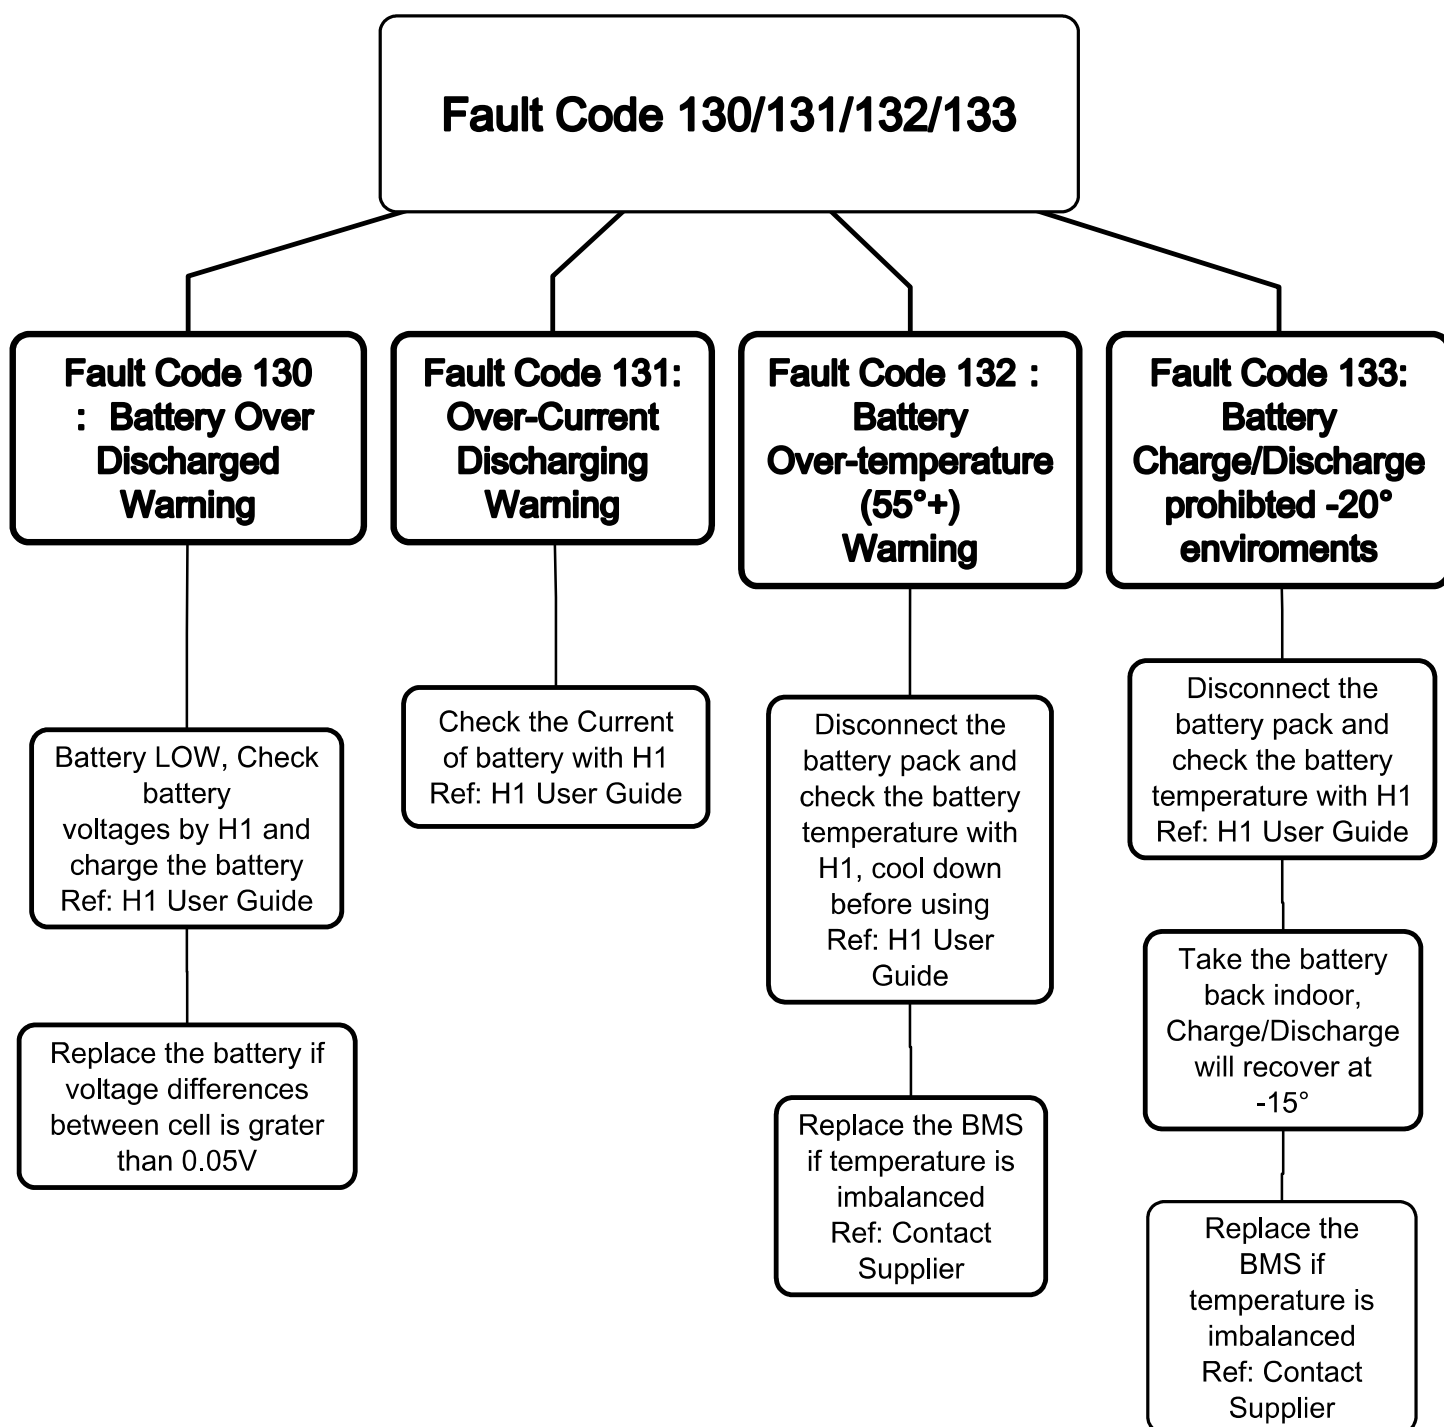 Fault Code 130/131/132/133
Fault Code 130
: Battery Over
Discharged
Warning
Battery LOW, Check
battery
voltages by H1 and
charge the battery
Ref: H1 User Guide
Replace the battery if
voltage differences
between cell is grater
than 0.05V
Fault Code 131:
Over-Current
Discharging
Warning
Check the Current
of battery with H1
Ref: H1 User Guide
Fault Code 132 :
Battery
Over-temperature
(55°+)
Warning
Disconnect the
battery pack and
check the battery
temperature with
H1, cool down
before using
Ref: H1 User
Guide
Replace the BMS
if temperature is
imbalanced
Ref: Contact
Supplier
Fault Code 133:
Battery
Charge/Discharge
prohibted -20°
enviroments
Disconnect the
battery pack and
check the battery
temperature with H1
Ref: H1 User Guide
Take the battery
back indoor,
Charge/Discharge
will recover at
-15°
Replace the
BMS if
temperature is
imbalanced
Ref: Contact
Supplier